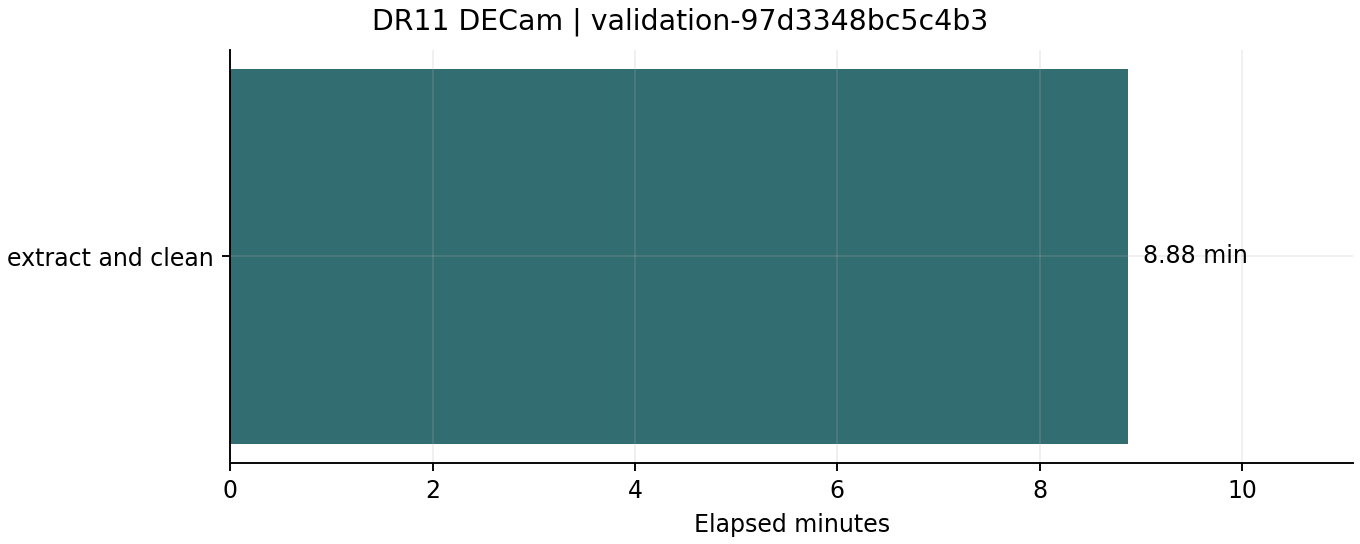 DR11 DECam | validation-97d3348bc5c4b3
extract and clean
8.88 min
0 2 4 6 8 10
Elapsed minutes